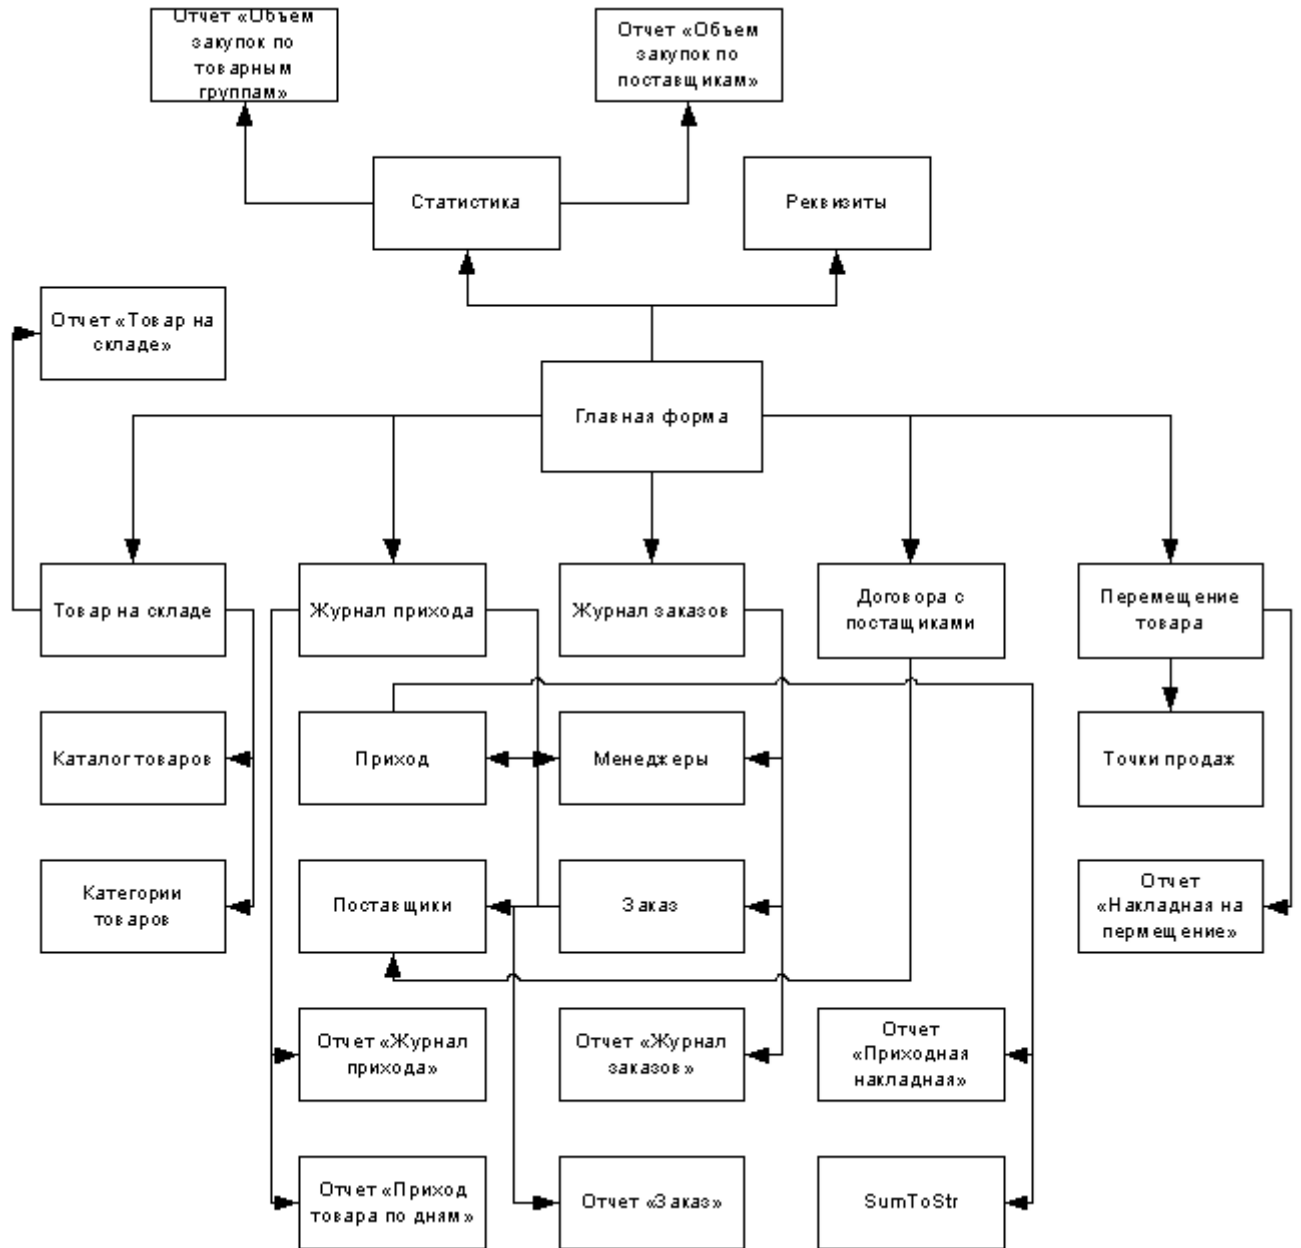 Отчет «Объем
закупок по
товарным
группам»
Отчет «Объем
закупок по
поставщикам»
Статистика
Реквизиты
Отчет «Товар на
складе»
Главная форма
Товар на складе
Журнал прихода
Журнал заказов
Договора с
постащиками
Перемещение
товара
Каталог товаров
Приход
Менеджеры
Точки продаж
Категории
товаров
Поставщики
Заказ
Отчет
«Накладная на
пермещение»
Отчет «Журнал
прихода»
Отчет «Журнал
заказов»
Отчет
«Приходная
накладная»
Отчет «Приход
товара по дням»
Отчет «Заказ»
SumToStr